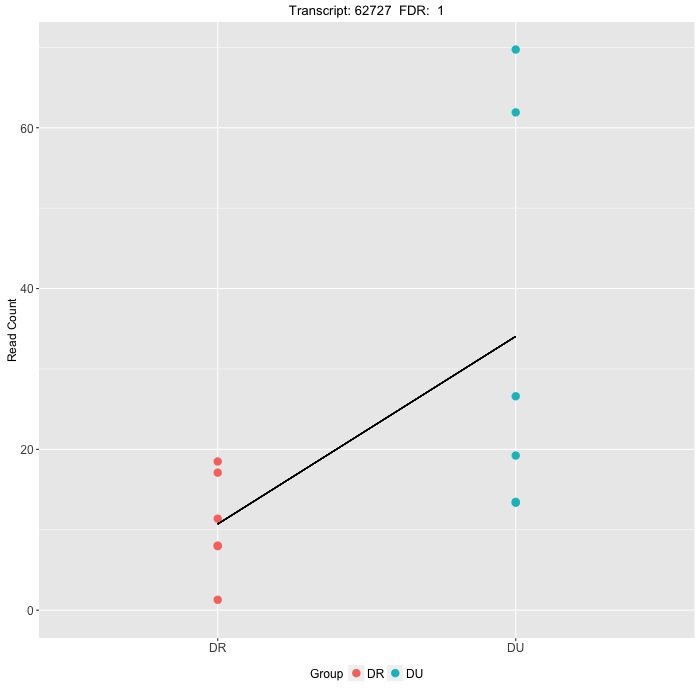 Transcript: 62727 FDR: 1
Read Count
60
40
20
0
DR DU
Group DR DU